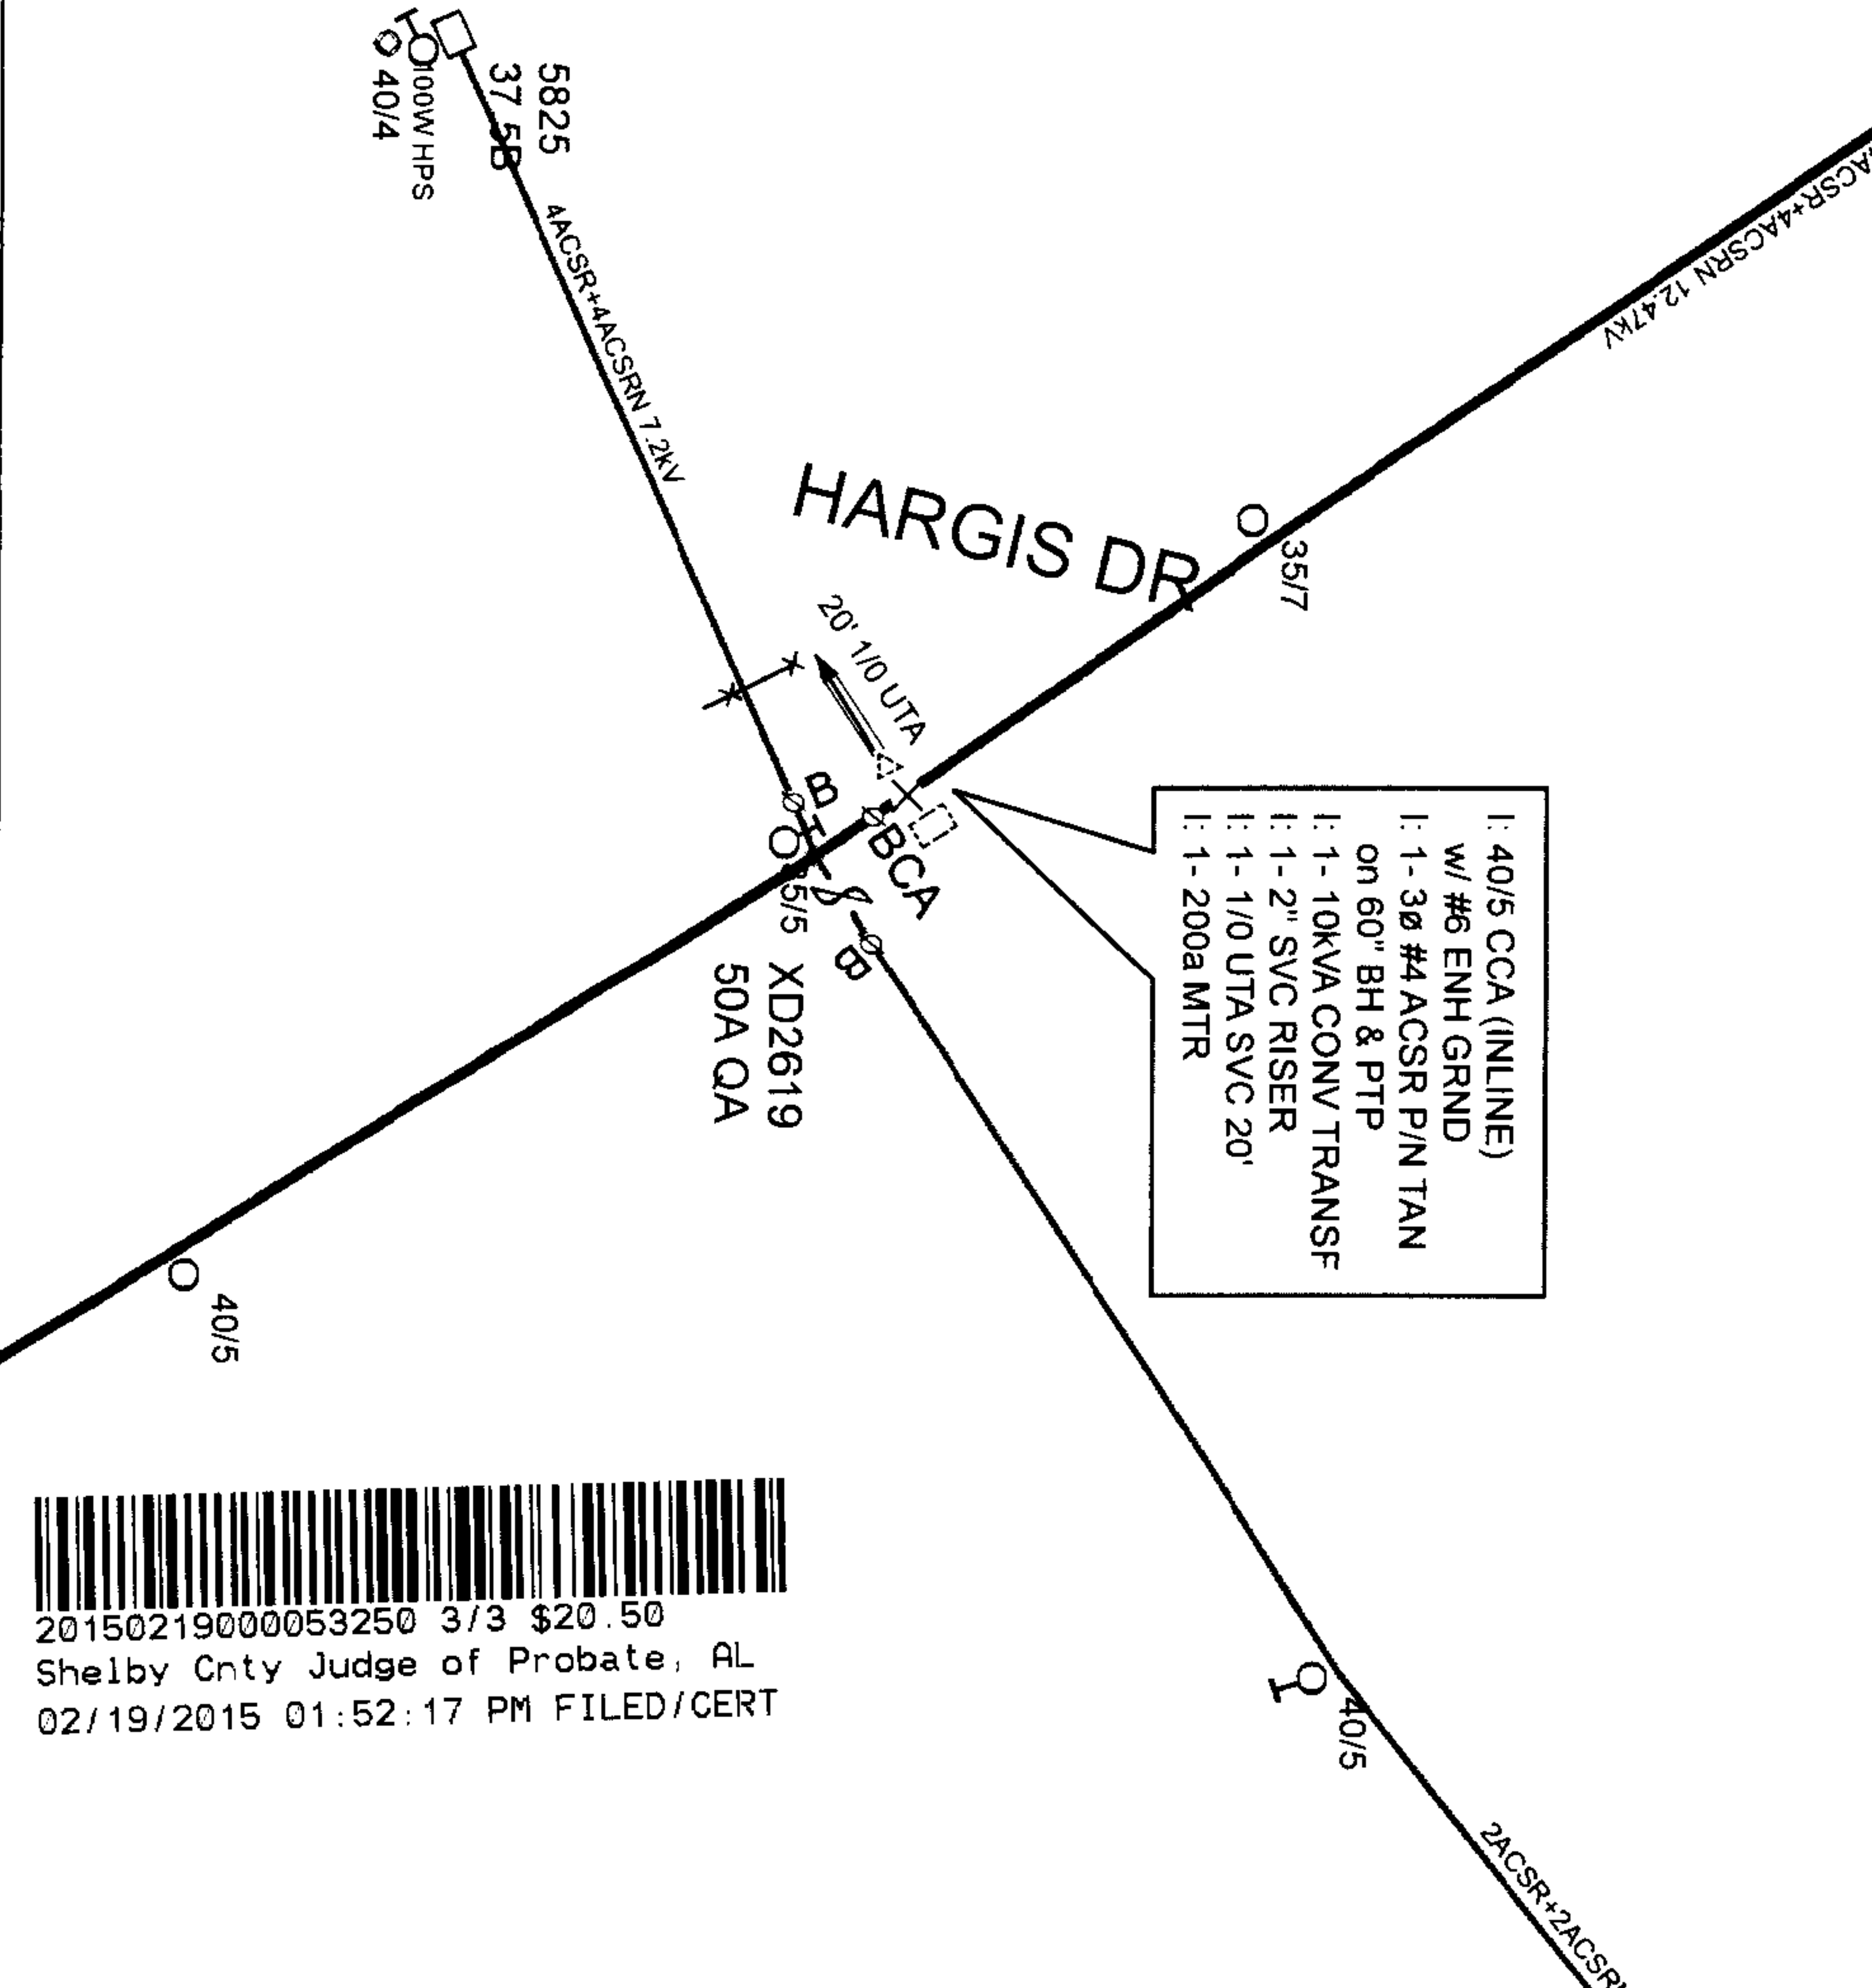 5825
37.5B
100W HPS
40/4
4ACSR+4ACSRN 7.2kV
ACSR+4ACSRN 12.47kV
HARGIS DR
35/7
20' 1/0 UTA
B
BCA
B
35/5 XD2619
50A QA
I: 40/5 CCA (INLINE)
w/ #6 ENH GRND
I: 1-3ø #4 ACSR P/N TAN
on 60" BH & PTP
I: 1-10kVA CONV TRANSF
I: 1-2" SVC RISER
I: 1-1/0 UTA SVC 20'
I: 1-200a MTR
40/5
40/5
2ACSR+2ACSR
20150219000053250 3/3 $20.50
Shelby Cnty Judge of Probate, AL
02/19/2015 01:52:17 PM FILED/CERT